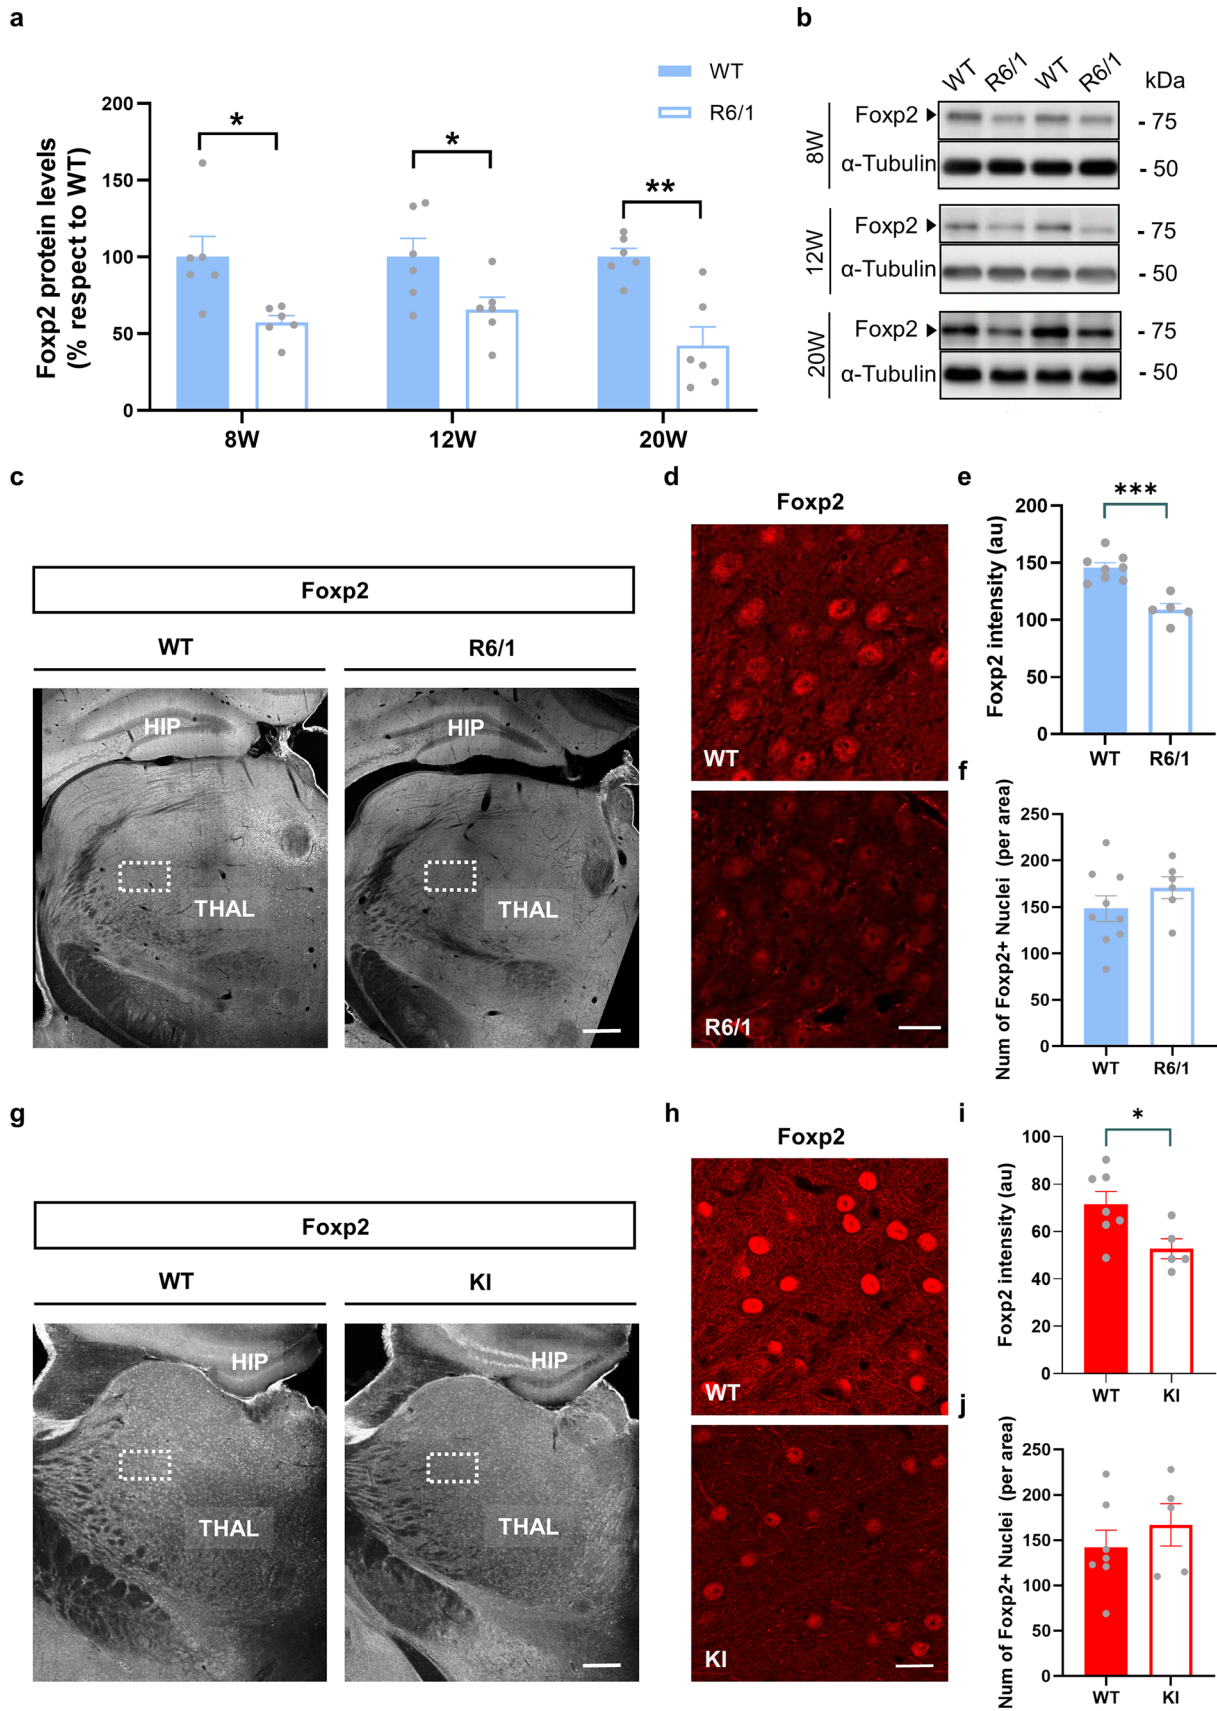 a
WT
R6/1
Foxp2 protein levels
(% respect to WT)
200
150
100
50
0
*
*
**
8W
12W
20W
b
WT R6/1 WT R6/1 kDa
8W
Foxp2
- 75
α-Tubulin
- 50
12W
Foxp2
- 75
α-Tubulin
- 50
20W
Foxp2
- 75
α-Tubulin
- 50
c
Foxp2
WT
R6/1
HIP
THAL
HIP
THAL
d
Foxp2
WT
R6/1
e
***
Foxp2 intensity (au)
200
150
100
50
0
WT
R6/1
f
Num of Foxp2+ Nuclei (per area)
250
200
150
100
50
0
WT
R6/1
g
Foxp2
WT
KI
HIP
THAL
HIP
THAL
h
Foxp2
WT
KI
i
*
Foxp2 intensity (au)
100
80
60
40
20
0
WT
KI
j
Num of Foxp2+ Nuclei (per area)
250
200
150
100
50
0
WT
KI